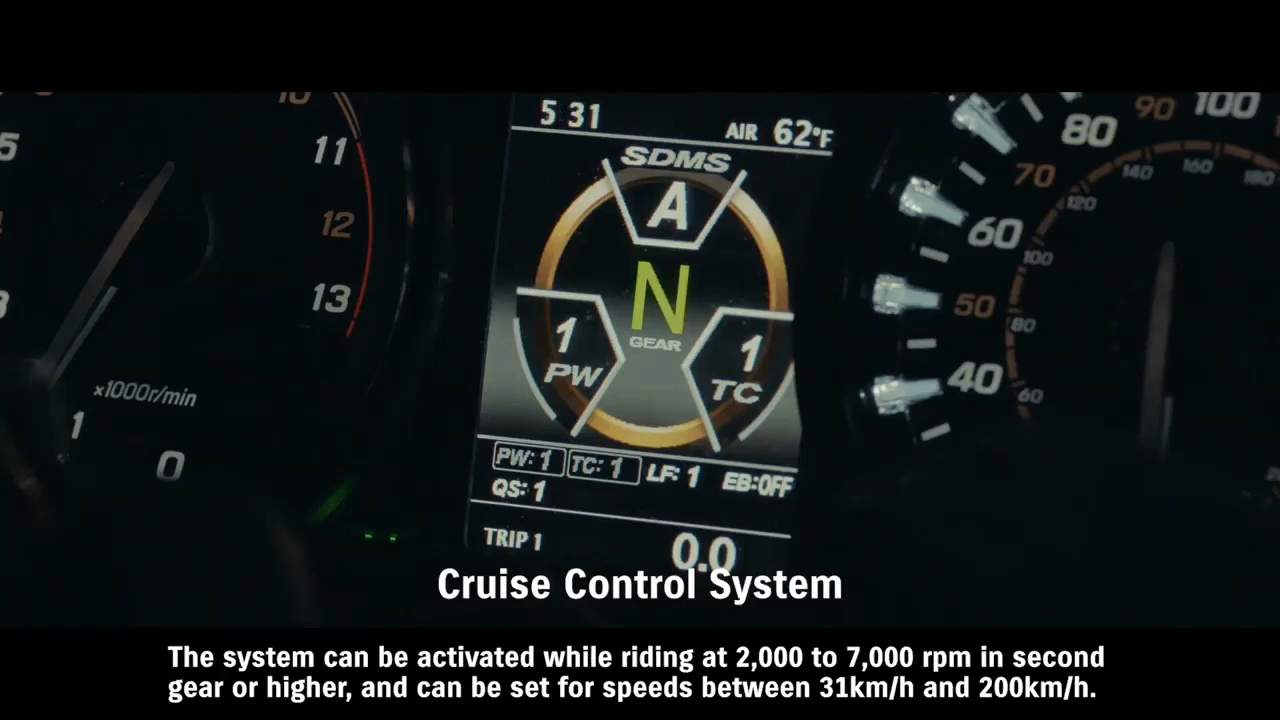 5:31
AIR 62°F
SDMS
A
N
GEAR
1
PW
1
TC
PW: 1 TC: 1 LF: 1 EB:OFF
QS: 1
TRIP 1 0.0
11
12
13
x1000r/min
1
0
100
90
80
70
60
50
40
180
160
140
120
100
80
60
Cruise Control System
The system can be activated while riding at 2,000 to 7,000 rpm in second
gear or higher, and can be set for speeds between 31km/h and 200km/h.